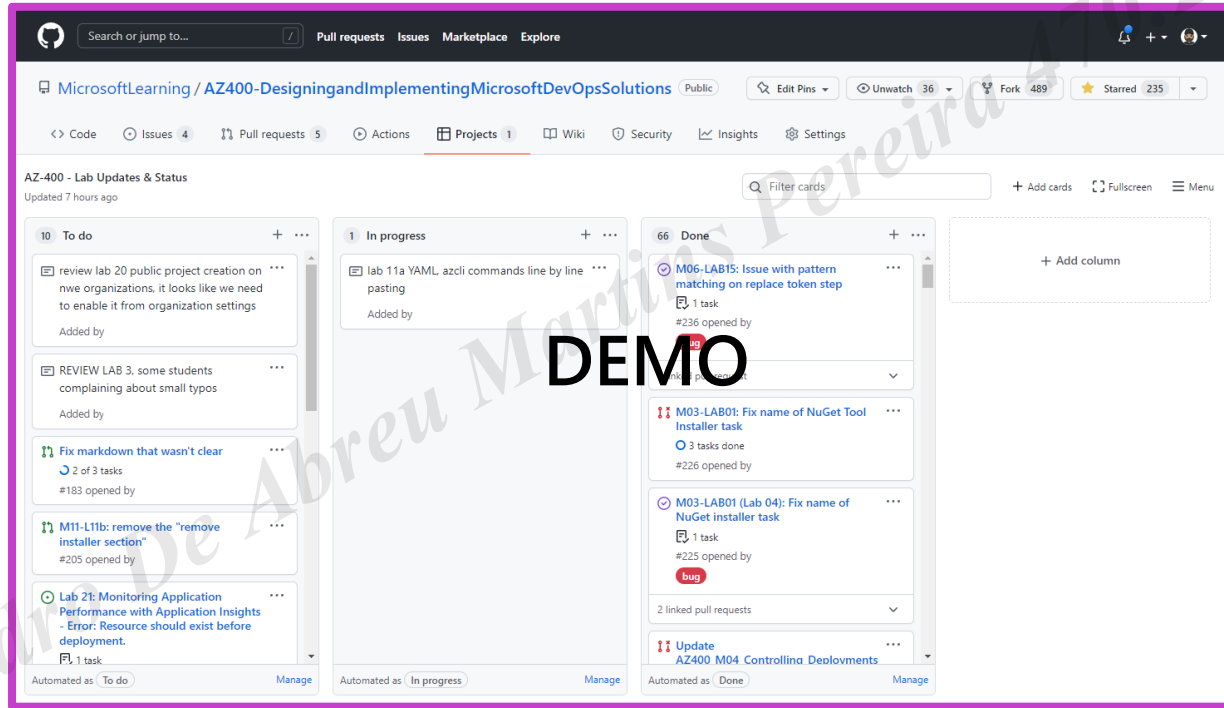 Search or jump to... /
Pull requests Issues Marketplace Explore
MicrosoftLearning / AZ400-DesigningandImplementingMicrosoftDevOpsSolutions Public
Edit Pins Unwatch 36 Fork 489 Starred 235
Code Issues 4 Pull requests 5 Actions Projects 1 Wiki Security Insights Settings
AZ-400 - Lab Updates & Status
Updated 7 hours ago
Filter cards
+ Add cards Fullscreen Menu
10 To do
review lab 20 public project creation on
nwe organizations, it looks like we need
to enable it from organization settings
Added by
REVIEW LAB 3, some students
complaining about small typos
Added by
Fix markdown that wasn't clear
2 of 3 tasks
#183 opened by
M11-L11b: remove the "remove
installer section"
#205 opened by
Lab 21: Monitoring Application
Performance with Application Insights
- Error: Resource should exist before
deployment.
1 task
Automated as To do Manage
1 In progress
lab 11a YAML, azcli commands line by line
pasting
Added by
Automated as In progress Manage
66 Done
M06-LAB15: Issue with pattern
matching on replace token step
1 task
#236 opened by
DEMO
M03-LAB01: Fix name of NuGet Tool
Installer task
3 tasks done
#226 opened by
M03-LAB01 (Lab 04): Fix name of
NuGet installer task
1 task
#225 opened by
bug
2 linked pull requests
Update
AZ400_M04_Controlling_Deployments
Automated as Done Manage
+ Add column
De Abreu Martins Pereira